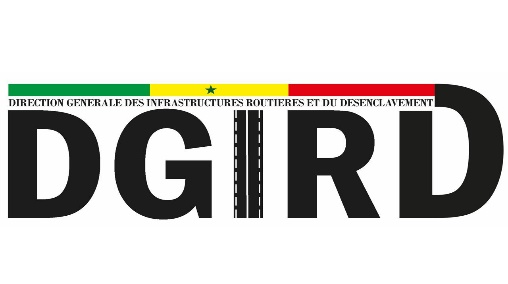 DIRECTION GENERALE DES INFRASTRUCTURES ROUTIERES ET DU DESENCLAVEMENT
DGIRD